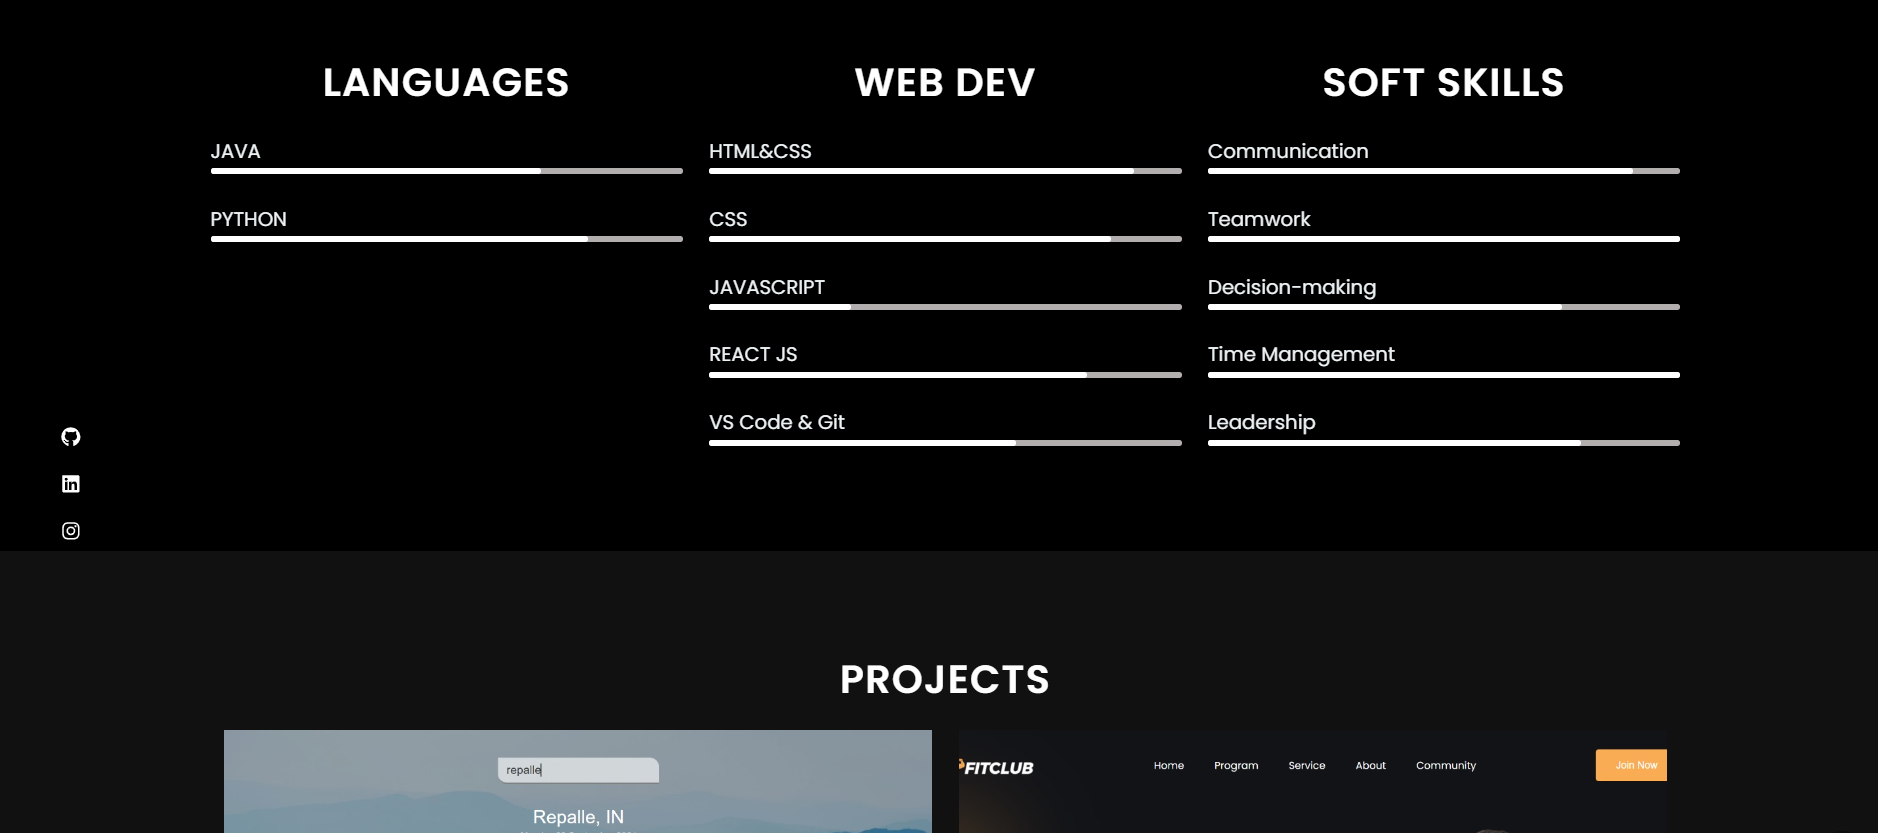 LANGUAGES
JAVA
PYTHON
WEB DEV
HTML&CSS
CSS
JAVASCRIPT
REACT JS
VS Code & Git
SOFT SKILLS
Communication
Teamwork
Decision-making
Time Management
Leadership
in
PROJECTS
repalle
Repalle, IN
FITCLUB
Home Program Service About Community
Join Now